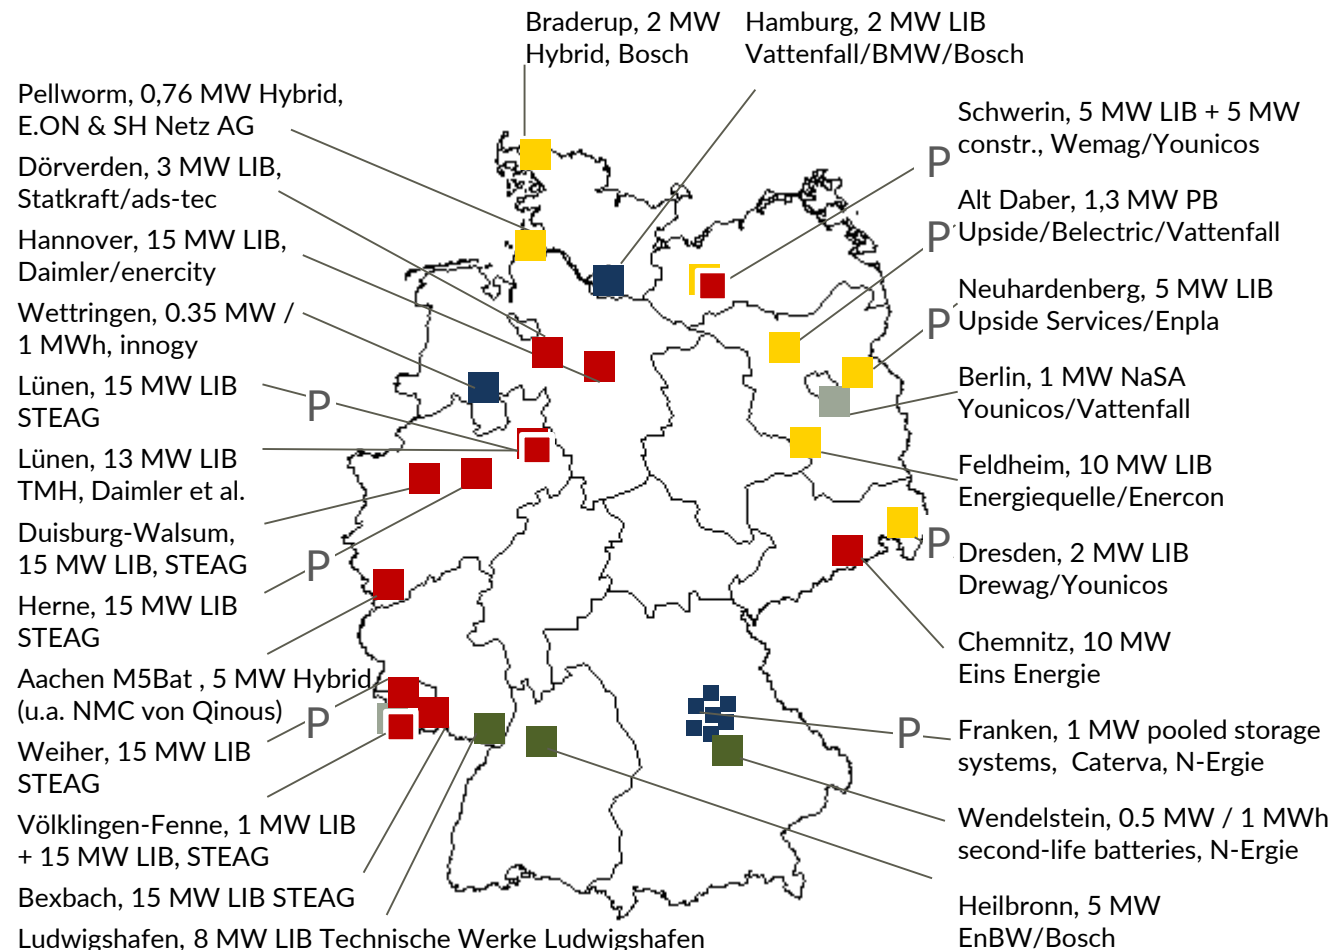 Braderup, 2 MW
Hybrid, Bosch
Hamburg, 2 MW LIB
Vattenfall/BMW/Bosch
Pellworm, 0,76 MW Hybrid,
E.ON & SH Netz AG
Dörverden, 3 MW LIB,
Statkraft/ads-tec
Hannover, 15 MW LIB,
Daimler/enercity
Wettringen, 0.35 MW /
1 MWh, innogy
Lünen, 15 MW LIB
STEAG
P
Lünen, 13 MW LIB
TMH, Daimler et al.
Duisburg-Walsum,
15 MW LIB, STEAG
P
Herne, 15 MW LIB
STEAG
Aachen M5Bat , 5 MW Hybrid
(u.a. NMC von Qinous)
P
Weiher, 15 MW LIB
STEAG
Völklingen-Fenne, 1 MW LIB
+ 15 MW LIB, STEAG
Bexbach, 15 MW LIB STEAG
Ludwigshafen, 8 MW LIB Technische Werke Ludwigshafen
Schwerin, 5 MW LIB + 5 MW
constr., Wemag/Younicos
P
Alt Daber, 1,3 MW PB
Upside/Belectric/Vattenfall
P
Neuhardenberg, 5 MW LIB
Upside Services/Enpla
P
Berlin, 1 MW NaSA
Younicos/Vattenfall
Feldheim, 10 MW LIB
Energiequelle/Enercon
P
Dresden, 2 MW LIB
Drewag/Younicos
Chemnitz, 10 MW
Eins Energie
P
Franken, 1 MW pooled storage
systems, Caterva, N-Ergie
Wendelstein, 0.5 MW / 1 MWh
second-life batteries, N-Ergie
Heilbronn, 5 MW
EnBW/Bosch